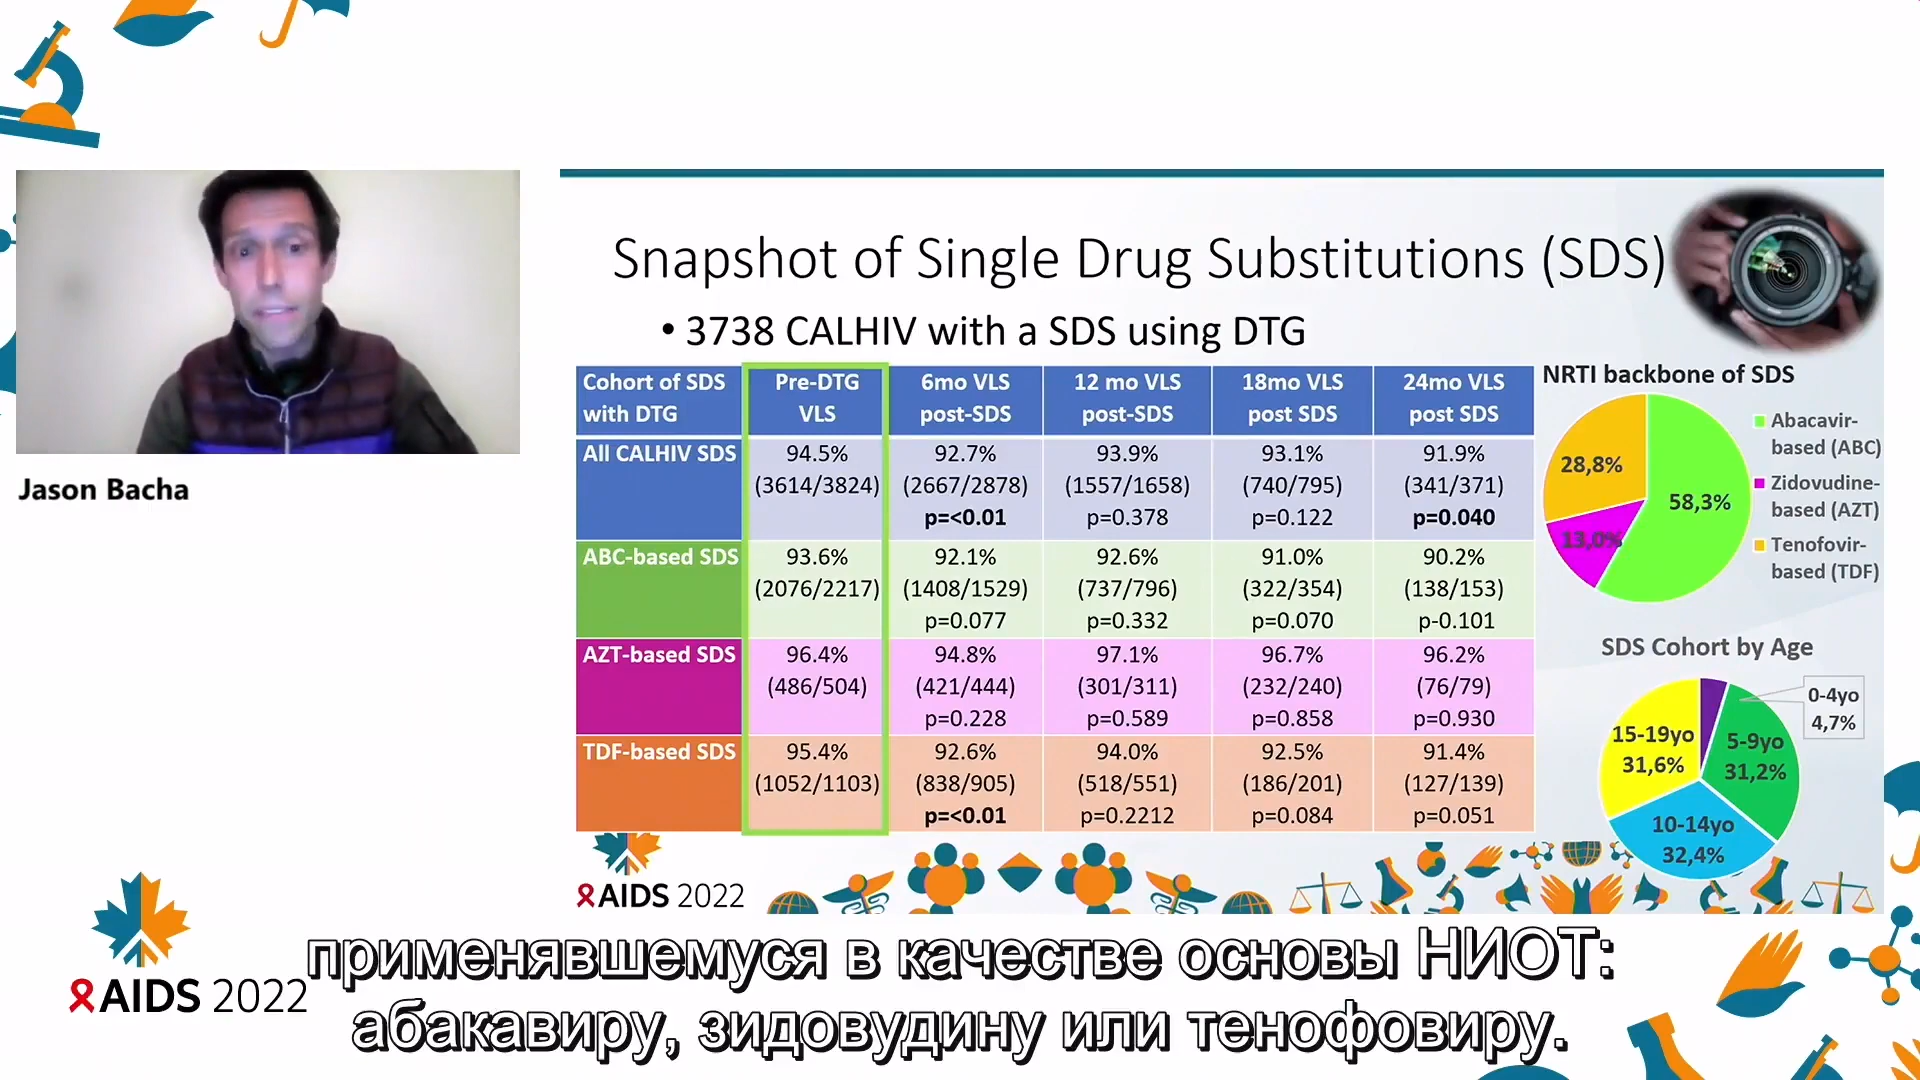 Jason Bacha
Snapshot of Single Drug Substitutions (SDS)
• 3738 CALHIV with a SDS using DTG
Cohort of SDS with DTG
Pre-DTG VLS
6mo VLS post-SDS
12 mo VLS post-SDS
18mo VLS post SDS
24mo VLS post SDS
All CALHIV SDS
94.5% (3614/3824)
92.7% (2667/2878) p=<0.01
93.9% (1557/1658) p=0.378
93.1% (740/795) p=0.122
91.9% (341/371) p=0.040
ABC-based SDS
93.6% (2076/2217)
92.1% (1408/1529) p=0.077
92.6% (737/796) p=0.332
91.0% (322/354) p=0.070
90.2% (138/153) p-0.101
AZT-based SDS
96.4% (486/504)
94.8% (421/444) p=0.228
97.1% (301/311) p=0.589
96.7% (232/240) p=0.858
96.2% (76/79) p=0.930
TDF-based SDS
95.4% (1052/1103)
92.6% (838/905) p=<0.01
94.0% (518/551) p=0.2212
92.5% (186/201) p=0.084
91.4% (127/139) p=0.051
NRTI backbone of SDS
28,8%
58,3%
13,0%
Abacavir-
based (ABC)
Zidovudine-
based (AZT)
Tenofovir-
based (TDF)
SDS Cohort by Age
0-4yo
4,7%
15-19yo
31,6%
5-9yo
31,2%
10-14yo
32,4%
AIDS 2022
AIDS 2022
применявшемуся в качестве основы НИОТ:
абакавиру, зидовудину или тенофовиру.